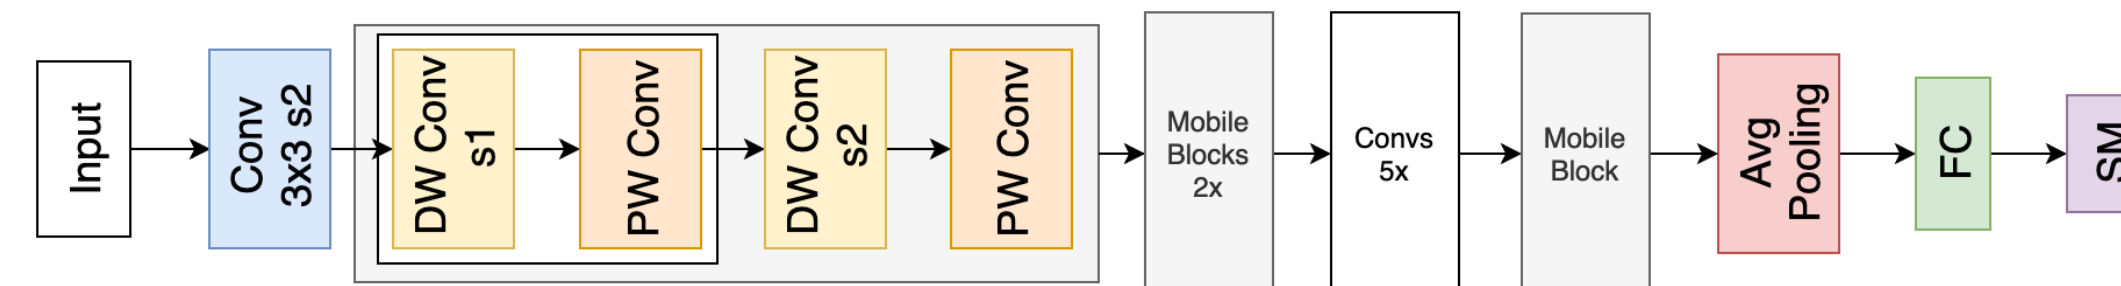 Input
Conv
3x3 s2
DW Conv
s1
PW Conv
DW Conv
s2
PW Conv
Mobile
Blocks
2x
Convs
5x
Mobile
Block
Avg
Pooling
FC
SM